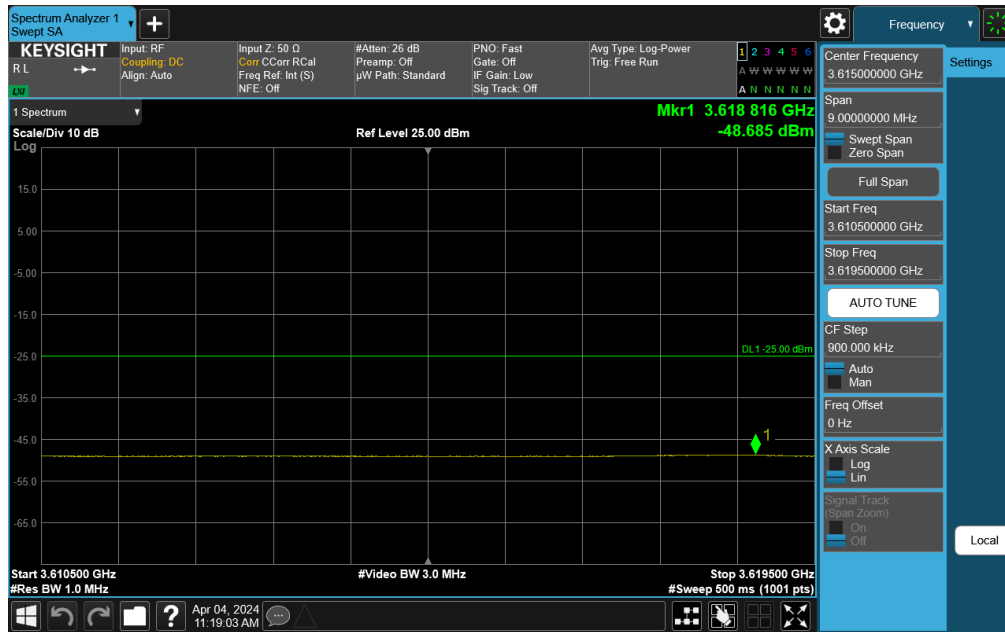 Spectrum Analyzer 1
Swept SA
+
Frequency
KEYSIGHT
RL
LXI
Input: RF
Coupling: DC
Align: Auto
Input Z: 50 Ω
Corr CCorr RCal
Freq Ref: Int (S)
NFE: Off
#Atten: 26 dB
Preamp: Off
µW Path: Standard
PNO: Fast
Gate: Off
IF Gain: Low
Sig Track: Off
Avg Type: Log-Power
Trig: Free Run
1 2 3 4 5 6
A W W W W W
A N N N N N
1 Spectrum
Mkr1 3.618 816 GHz
Scale/Div 10 dB
Ref Level 25.00 dBm
-48.685 dBm
Log
15.0
5.00
-5.00
-15.0
-25.0
DL1 -25.00 dBm
-35.0
-45.0
1
-55.0
-65.0
Start 3.610500 GHz
#Video BW 3.0 MHz
Stop 3.619500 GHz
#Res BW 1.0 MHz
#Sweep 500 ms (1001 pts)
?
Apr 04, 2024
11:19:03 AM
Center Frequency
3.615000000 GHz
Settings
Span
9.00000000 MHz
Swept Span
Zero Span
Full Span
Start Freq
3.610500000 GHz
Stop Freq
3.619500000 GHz
AUTO TUNE
CF Step
900.000 kHz
Auto
Man
Freq Offset
0 Hz
X Axis Scale
Log
Lin
Signal Track
(Span Zoom)
On
Off
Local